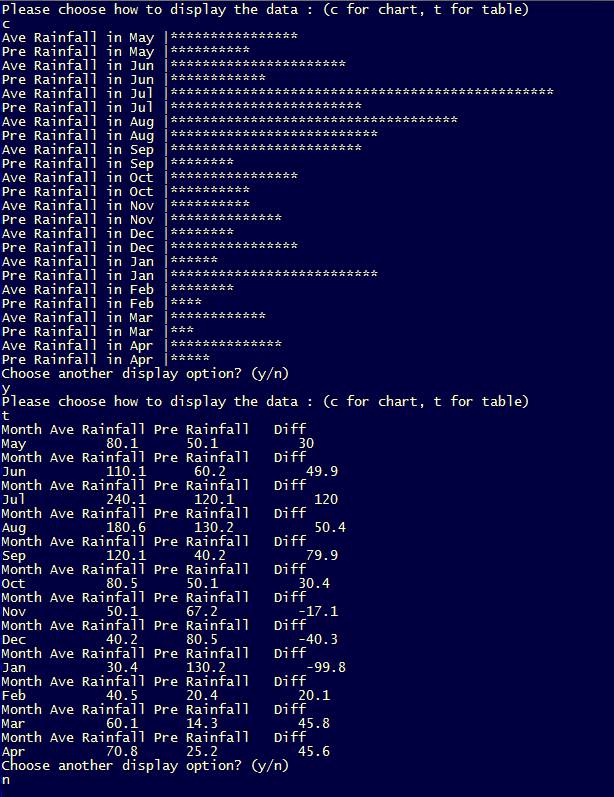 Please choose how to display the data : (c for chart, t for table)
c
Ave Rainfall in May |****************
Pre Rainfall in May |**********
Ave Rainfall in Jun |**********************
Pre Rainfall in Jun |************
Ave Rainfall in Jul |************************************************
Pre Rainfall in Jul |************************
Ave Rainfall in Aug |************************************
Pre Rainfall in Aug |**************************
Ave Rainfall in Sep |************************
Pre Rainfall in Sep |********
Ave Rainfall in Oct |****************
Pre Rainfall in Oct |**********
Ave Rainfall in Nov |**********
Pre Rainfall in Nov |**************
Ave Rainfall in Dec |********
Pre Rainfall in Dec |****************
Ave Rainfall in Jan |******
Pre Rainfall in Jan |**************************
Ave Rainfall in Feb |********
Pre Rainfall in Feb |****
Ave Rainfall in Mar |************
Pre Rainfall in Mar |***
Ave Rainfall in Apr |**************
Pre Rainfall in Apr |*****
Choose another display option? (y/n)
y
Please choose how to display the data : (c for chart, t for table)
t
Month Ave Rainfall Pre Rainfall   Diff
May          80.1      50.1          30
Month Ave Rainfall Pre Rainfall   Diff
Jun          110.1      60.2          49.9
Month Ave Rainfall Pre Rainfall   Diff
Jul          240.1      120.1          120
Month Ave Rainfall Pre Rainfall   Diff
Aug          180.6      130.2          50.4
Month Ave Rainfall Pre Rainfall   Diff
Sep          120.1      40.2          79.9
Month Ave Rainfall Pre Rainfall   Diff
Oct          80.5      50.1          30.4
Month Ave Rainfall Pre Rainfall   Diff
Nov          50.1      67.2          -17.1
Month Ave Rainfall Pre Rainfall   Diff
Dec          40.2      80.5          -40.3
Month Ave Rainfall Pre Rainfall   Diff
Jan          30.4      130.2          -99.8
Month Ave Rainfall Pre Rainfall   Diff
Feb          40.5      20.4          20.1
Month Ave Rainfall Pre Rainfall   Diff
Mar          60.1      14.3          45.8
Month Ave Rainfall Pre Rainfall   Diff
Apr          70.8      25.2          45.6
Choose another display option? (y/n)
n